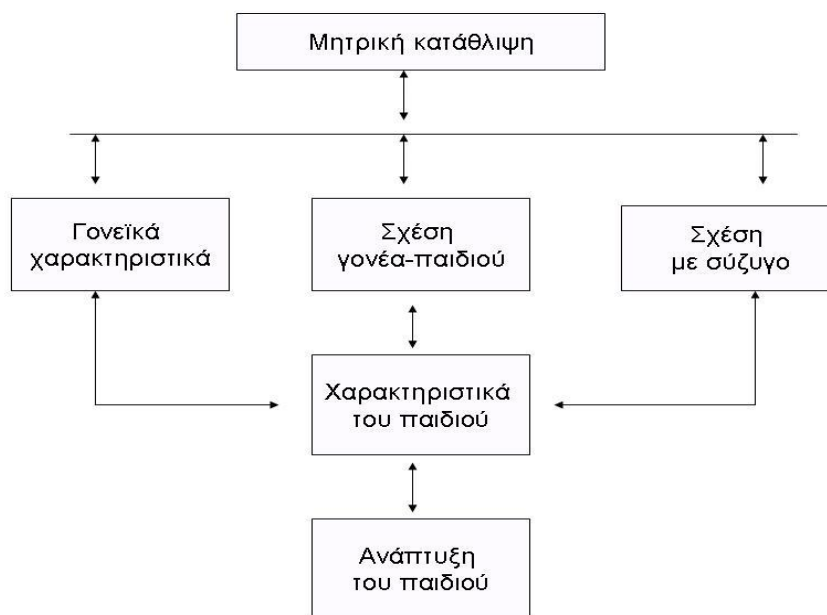 Μητρική κατάθλιψη
Γονεϊκά
χαρακτηριστικά
Σχέση
γονέα-παιδιού
Σχέση
με σύζυγο
Χαρακτηριστικά
του παιδιού
Ανάπτυξη
του παιδιού